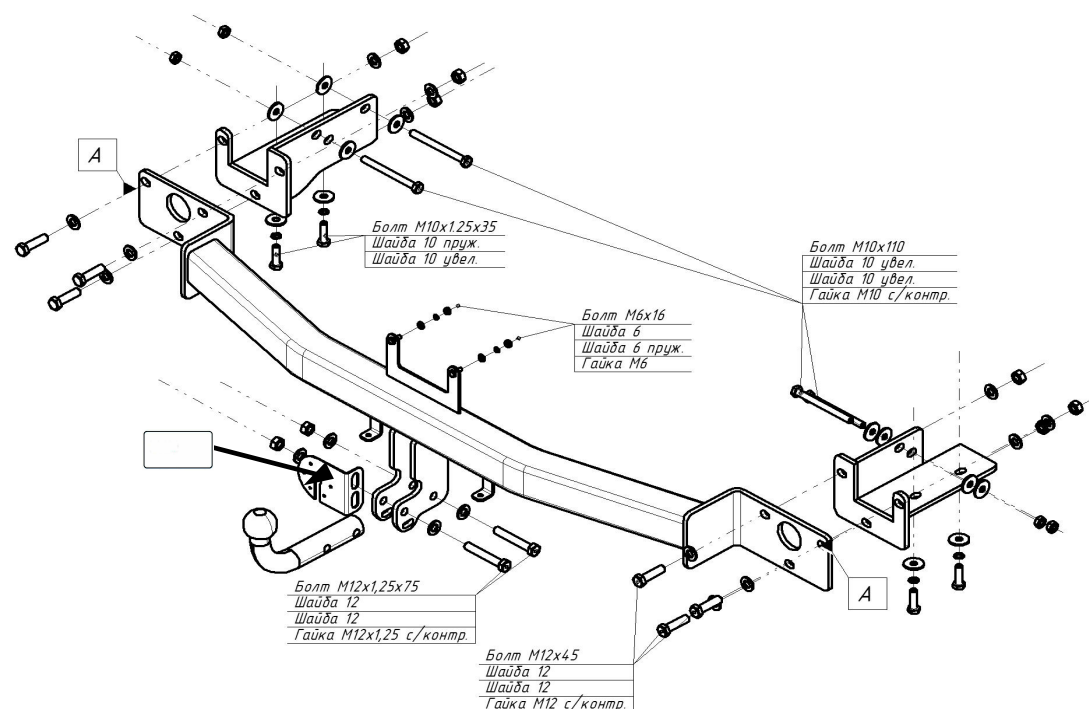 А
Болт М10х1.25х35
Шайба 10 пруж.
Шайба 10 увел.
Болт М10х110
Шайба 10 увел.
Шайба 10 увел.
Гайка М10 с/контр.
Болт М6х16
Шайба 6
Шайба 6 пруж.
Гайка М6
Болт М12х1,25х75
Шайба 12
Шайба 12
Гайка М12х1,25 с/контр.
А
Болт М12х45
Шайба 12
Шайба 12
Гайка М12 с/контр.